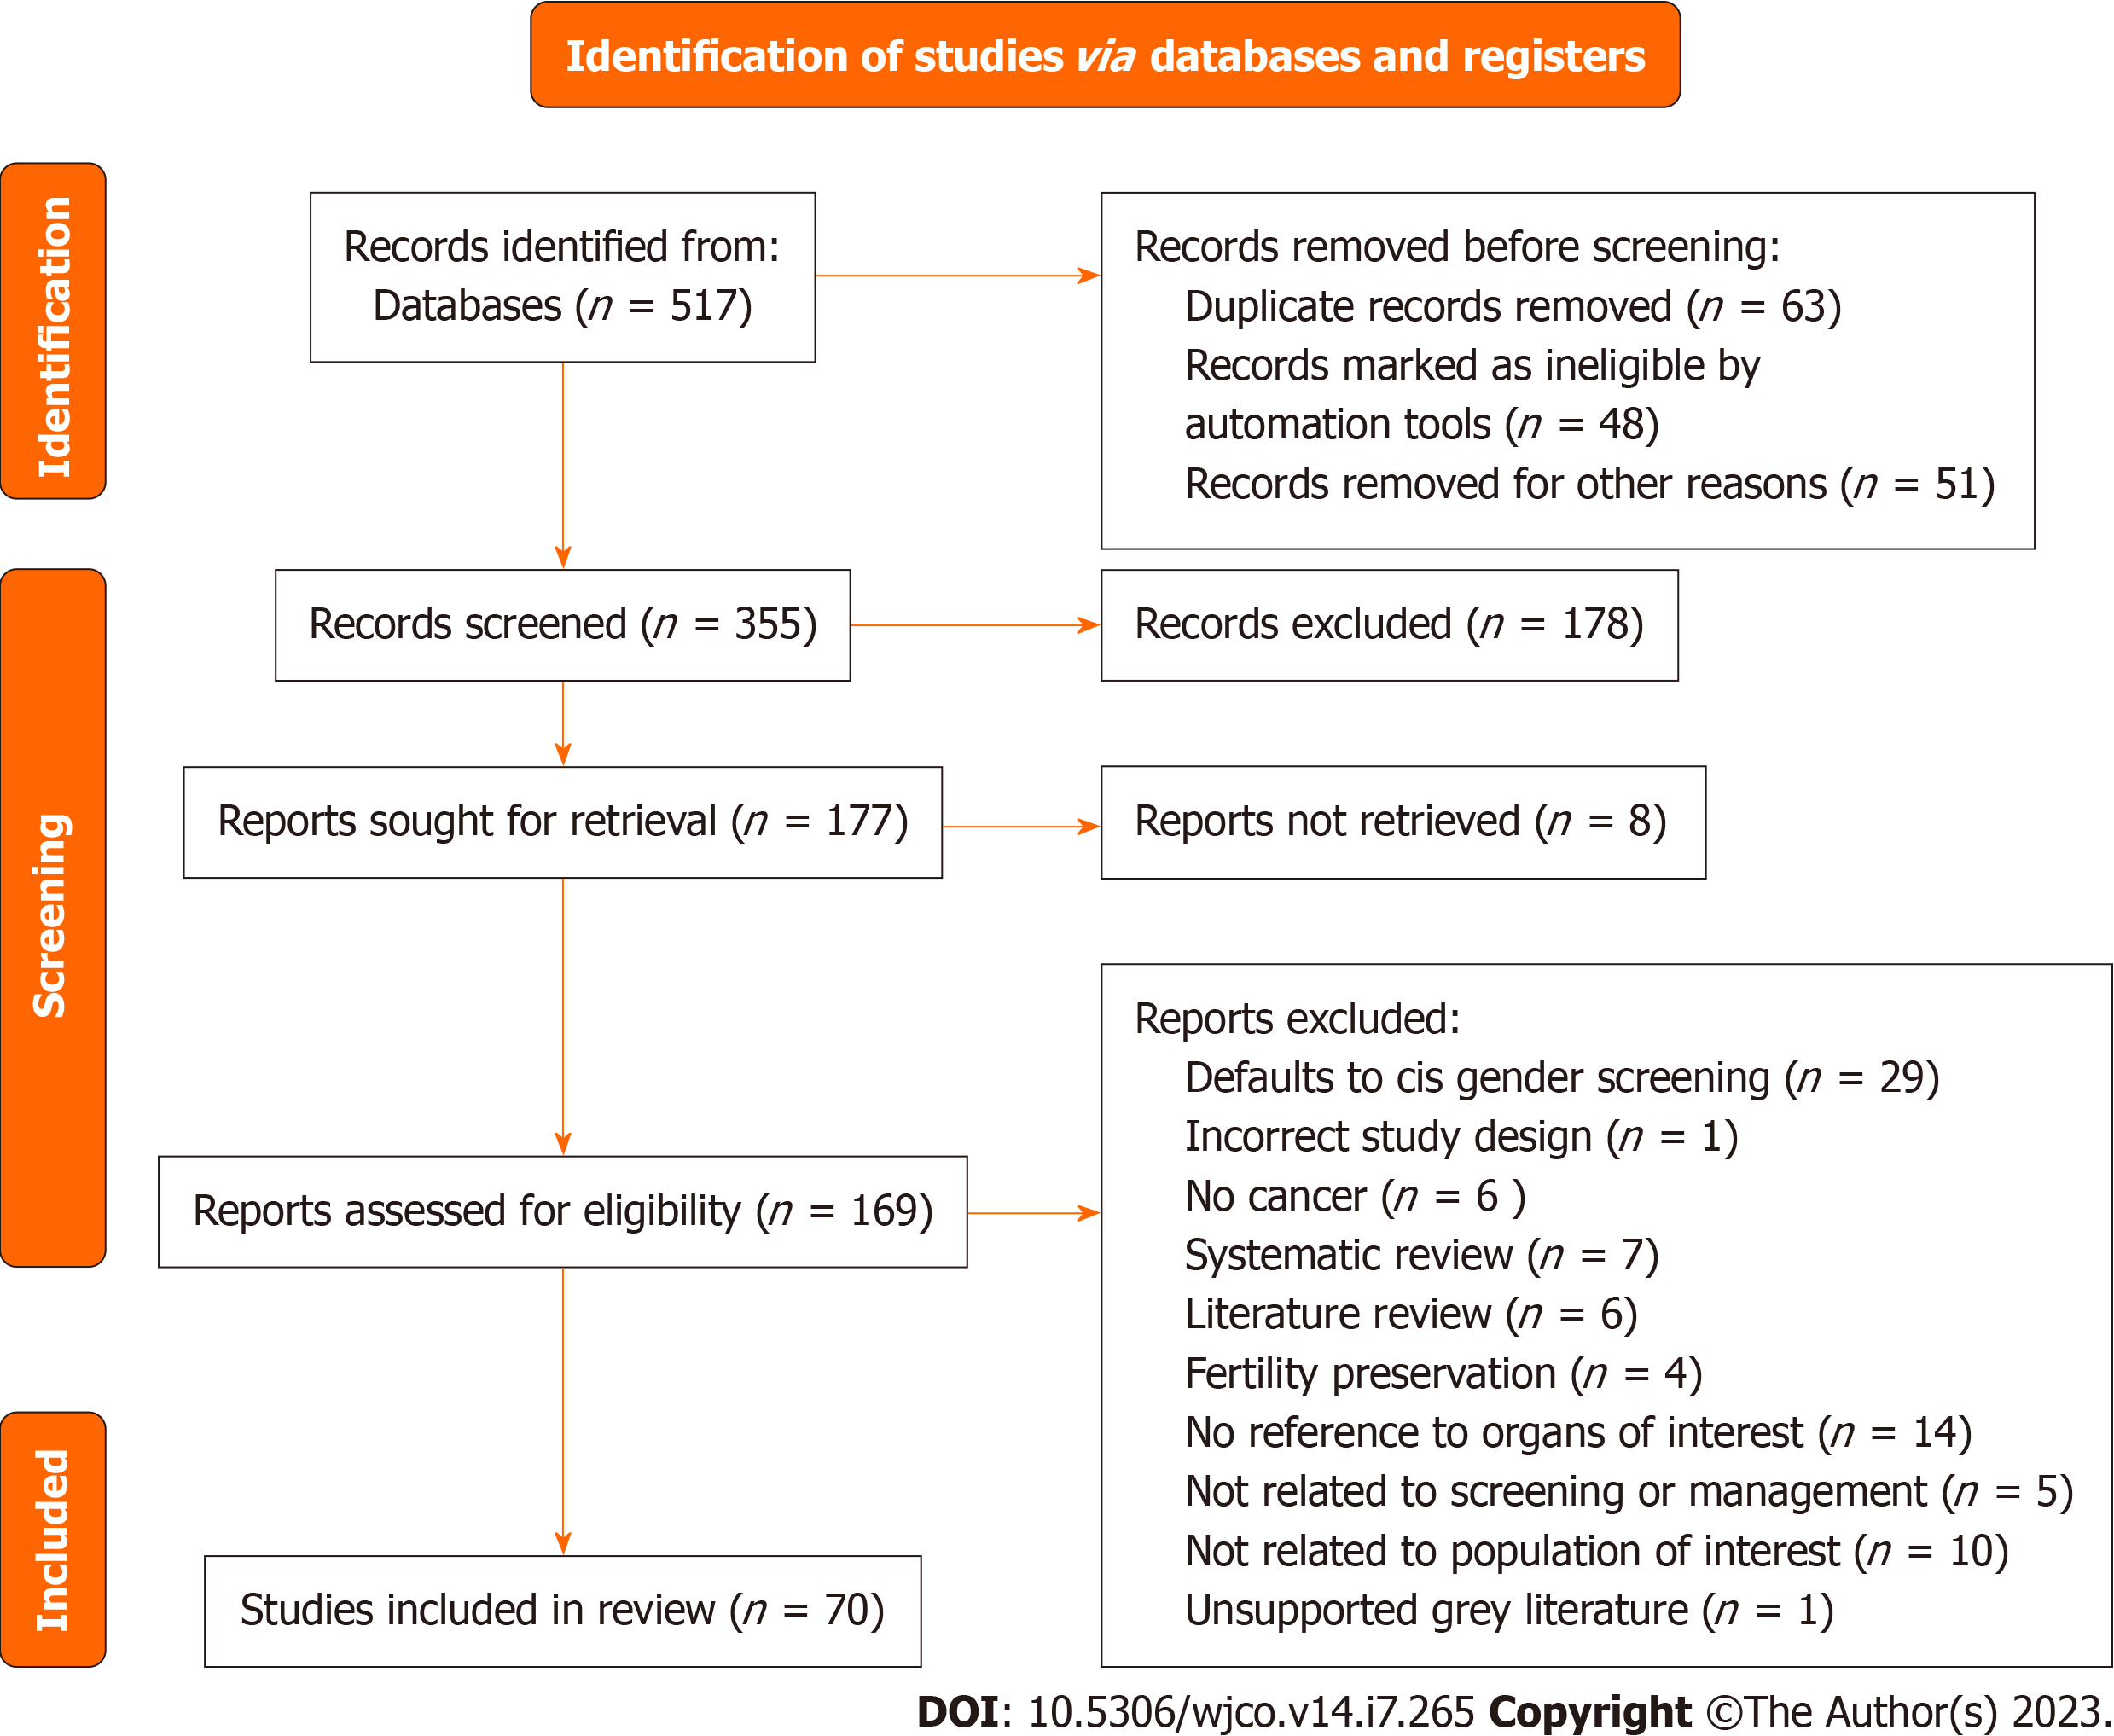 Identification of studies via databases and registers
Identification
Records identified from:
Databases (n = 517)
Records removed before screening:
Duplicate records removed (n = 63)
Records marked as ineligible by
automation tools (n = 48)
Records removed for other reasons (n = 51)
Screening
Records screened (n = 355)
Records excluded (n = 178)
Reports sought for retrieval (n = 177)
Reports not retrieved (n = 8)
Reports assessed for eligibility (n = 169)
Reports excluded:
Defaults to cis gender screening (n = 29)
Incorrect study design (n = 1)
No cancer (n = 6 )
Systematic review (n = 7)
Literature review (n = 6)
Fertility preservation (n = 4)
No reference to organs of interest (n = 14)
Not related to screening or management (n = 5)
Not related to population of interest (n = 10)
Unsupported grey literature (n = 1)
Included
Studies included in review (n = 70)
DOI: 10.5306/wjco.v14.i7.265 Copyright ©The Author(s) 2023.